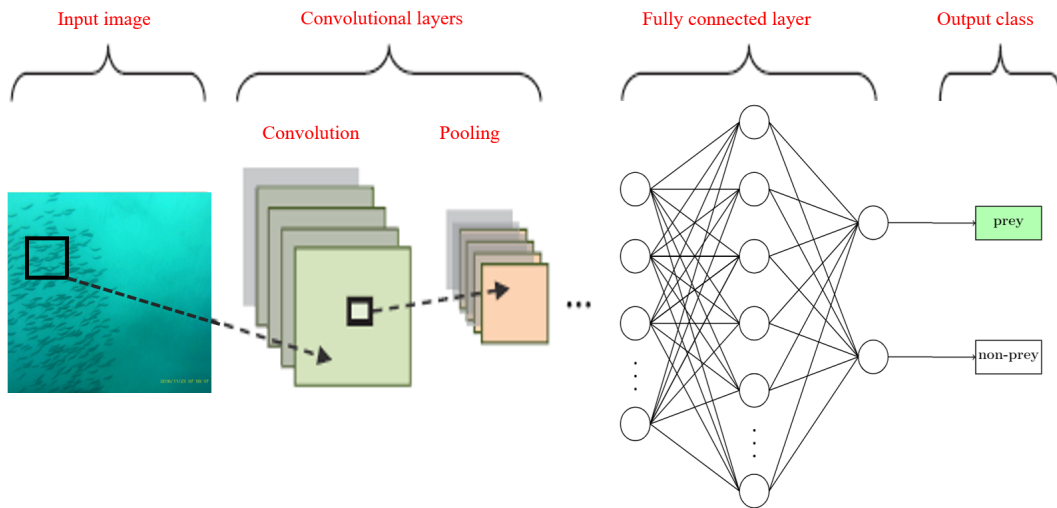 Input image
Convolutional layers
Fully connected layer
Output class
Convolution
Pooling
prey
non-prey